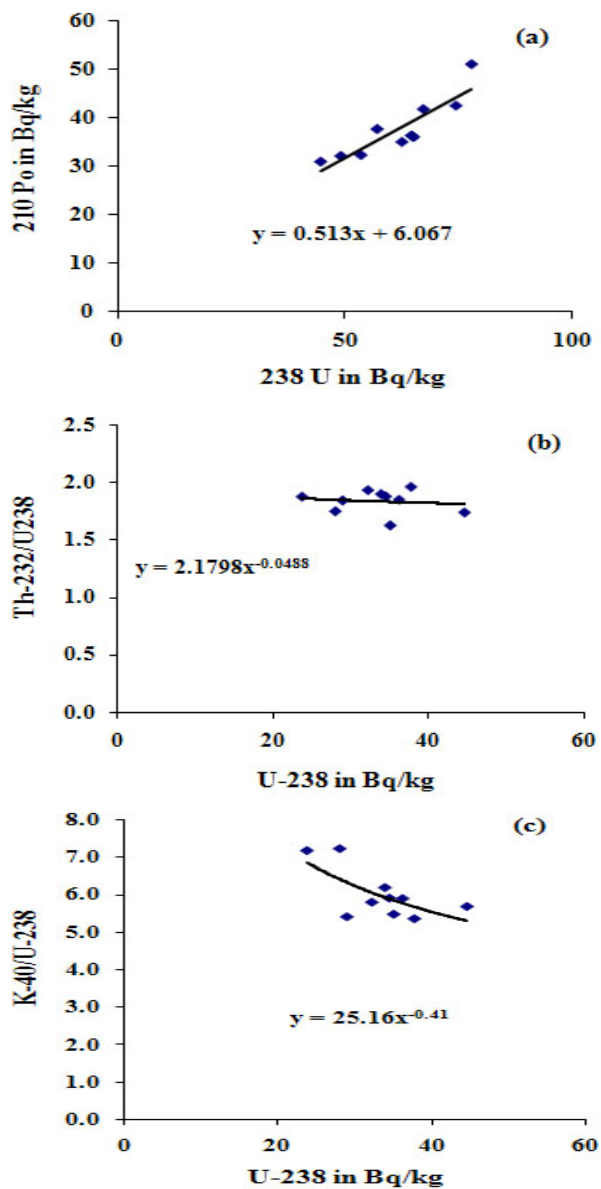 (a)
210 Po in Bq/kg
60
50
40
30
20
10
0
y = 0.513x + 6.067
0 50 100
238 U in Bq/kg
(b)
Th-232/U238
2.5
2.0
1.5
1.0
0.5
0.0
y = 2.1798x^-0.0488
0 20 40 60
U-238 in Bq/kg
(c)
K-40/U-238
8.0
7.0
6.0
5.0
4.0
3.0
2.0
1.0
0.0
y = 25.16x^-0.41
0 20 40 60
U-238 in Bq/kg